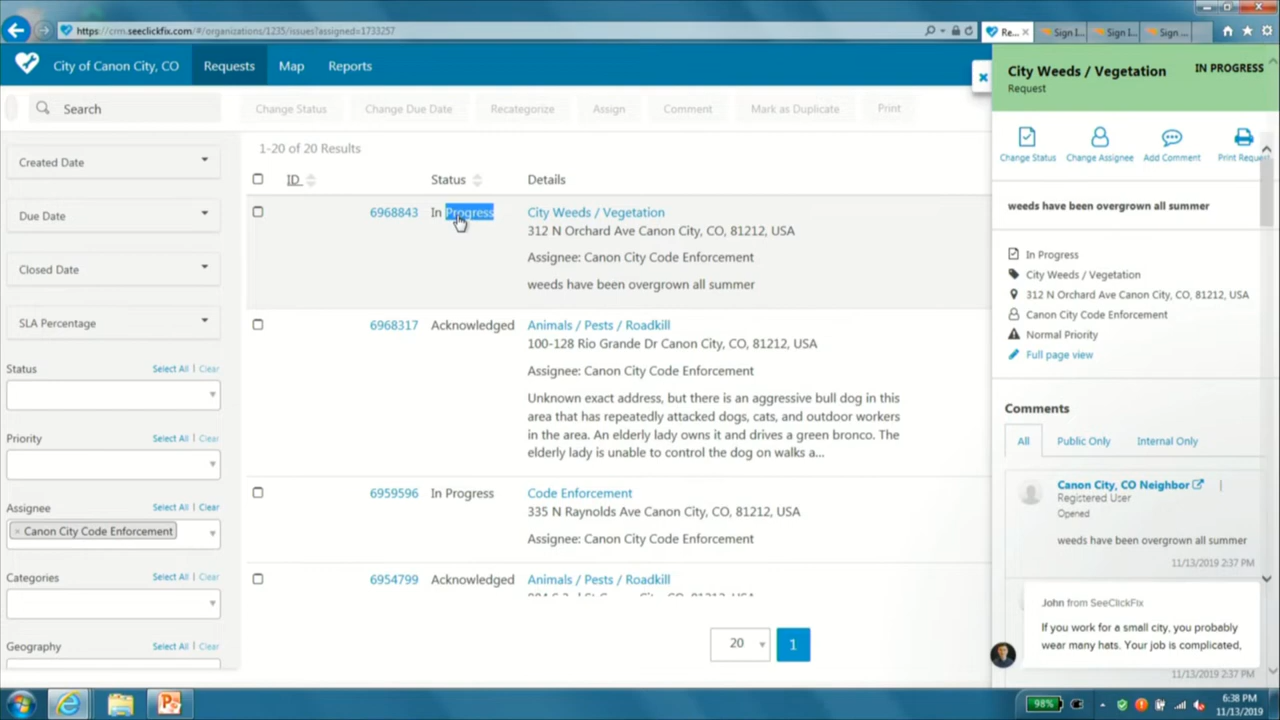 https://crm.seeclickfix.com/#/organizations/1235/issues?assigned=1733257
Re...
Sign I...
Sign I...
Sign ...
City of Canon City, CO
Requests
Map
Reports
City Weeds / Vegetation
IN PROGRESS
Request
Search
Change Status
Change Due Date
Recategorize
Assign
Comment
Mark as Duplicate
Print
Change Status
Change Assignee
Add Comment
Print Reque
Created Date
Due Date
Closed Date
SLA Percentage
Status
Select All | Clear
Priority
Select All | Clear
Assignee
Select All | Clear
× Canon City Code Enforcement
Categories
Select All | Clear
Geography
Select All | Clear
1-20 of 20 Results
ID
Status
Details
6968843
In Progress
City Weeds / Vegetation
312 N Orchard Ave Canon City, CO, 81212, USA
Assignee: Canon City Code Enforcement
weeds have been overgrown all summer
6968317
Acknowledged
Animals / Pests / Roadkill
100-128 Rio Grande Dr Canon City, CO, 81212, USA
Assignee: Canon City Code Enforcement
Unknown exact address, but there is an aggressive bull dog in this
area that has repeatedly attacked dogs, cats, and outdoor workers
in the area. An elderly lady owns it and drives a green bronco. The
elderly lady is unable to control the dog on walks a...
6959596
In Progress
Code Enforcement
335 N Raynolds Ave Canon City, CO, 81212, USA
Assignee: Canon City Code Enforcement
6954799
Acknowledged
Animals / Pests / Roadkill
20
1
weeds have been overgrown all summer
In Progress
City Weeds / Vegetation
312 N Orchard Ave Canon City, CO, 81212, USA
Canon City Code Enforcement
Normal Priority
Full page view
Comments
All
Public Only
Internal Only
Canon City, CO Neighbor
Registered User
Opened
weeds have been overgrown all summer
11/13/2019 2:37 PM
John from SeeClickFix
If you work for a small city, you probably
wear many hats. Your job is complicated,
11/13/2019 2:37 PM
98%
6:38 PM
11/13/2019